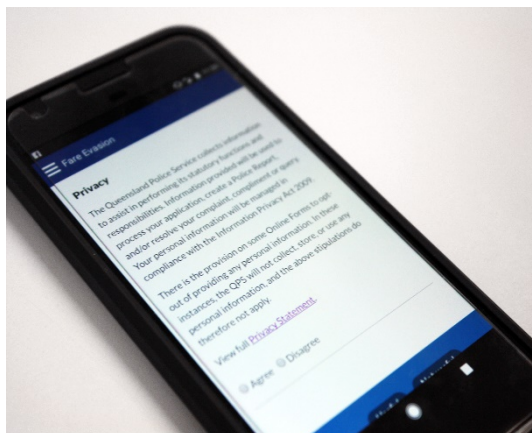 Fare Evasion
Privacy
The Queensland Police Service collects information
to assist in performing its statutory functions and
responsibilities. Information provided will be used to
process your application, create a Police Report,
and/or resolve your complaint, compliment or query.
Your personal information will be managed in
compliance with the Information Privacy Act 2009.
There is the provision on some Online Forms to opt-
out of providing any personal information. In these
instances, the QPS will not collect, store, or use any
personal information, and the above stipulations do
therefore not apply.
View full Privacy Statement.
Agree Disagree